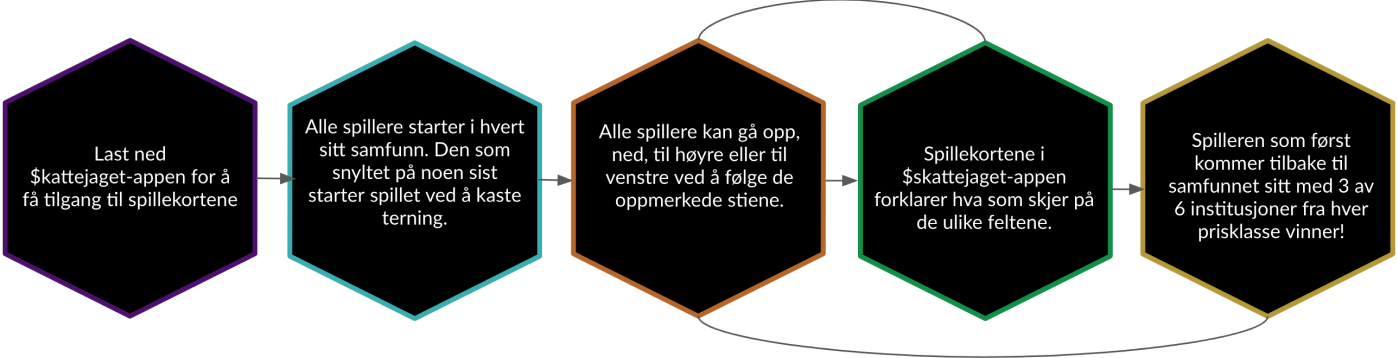 Last ned
$kattejaget-appen for å
få tilgang til spillekortene
Alle spillere starter i hvert
sitt samfunn. Den som
snyltet på noen sist
starter spillet ved å kaste
terning.
Alle spillere kan gå opp,
ned, til høyre eller til
venstre ved å følge de
oppmerkede stiene.
Spillekortene i
$skattejaget-appen
forklarer hva som skjer på
de ulike feltene.
Spilleren som først
kommer tilbake til
samfunnet sitt med 3 av
6 institusjoner fra hver
prisklasse vinner!